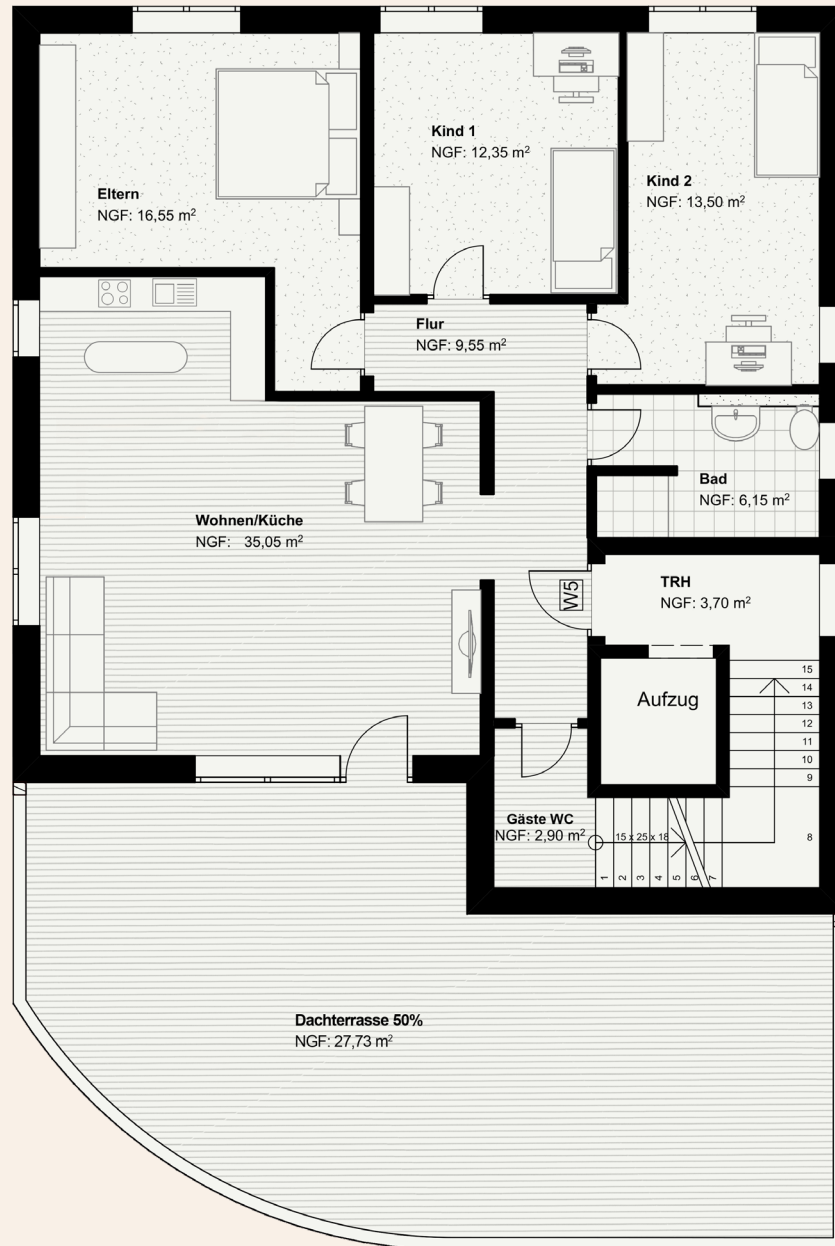 Kind 1
NGF: 12,35 m²
Kind 2
NGF: 13,50 m²
Eltern
NGF: 16,55 m²
Flur
NGF: 9,55 m²
Bad
NGF: 6,15 m²
Wohnen/Küche
NGF: 35,05 m²
TRH
NGF: 3,70 m²
W5
Aufzug
15
14
13
12
11
10
9
8
Gäste WC
NGF: 2,90 m²
15 x 25 x 18
1 2 3 4 5 6 7
Dachterrasse 50%
NGF: 27,73 m²